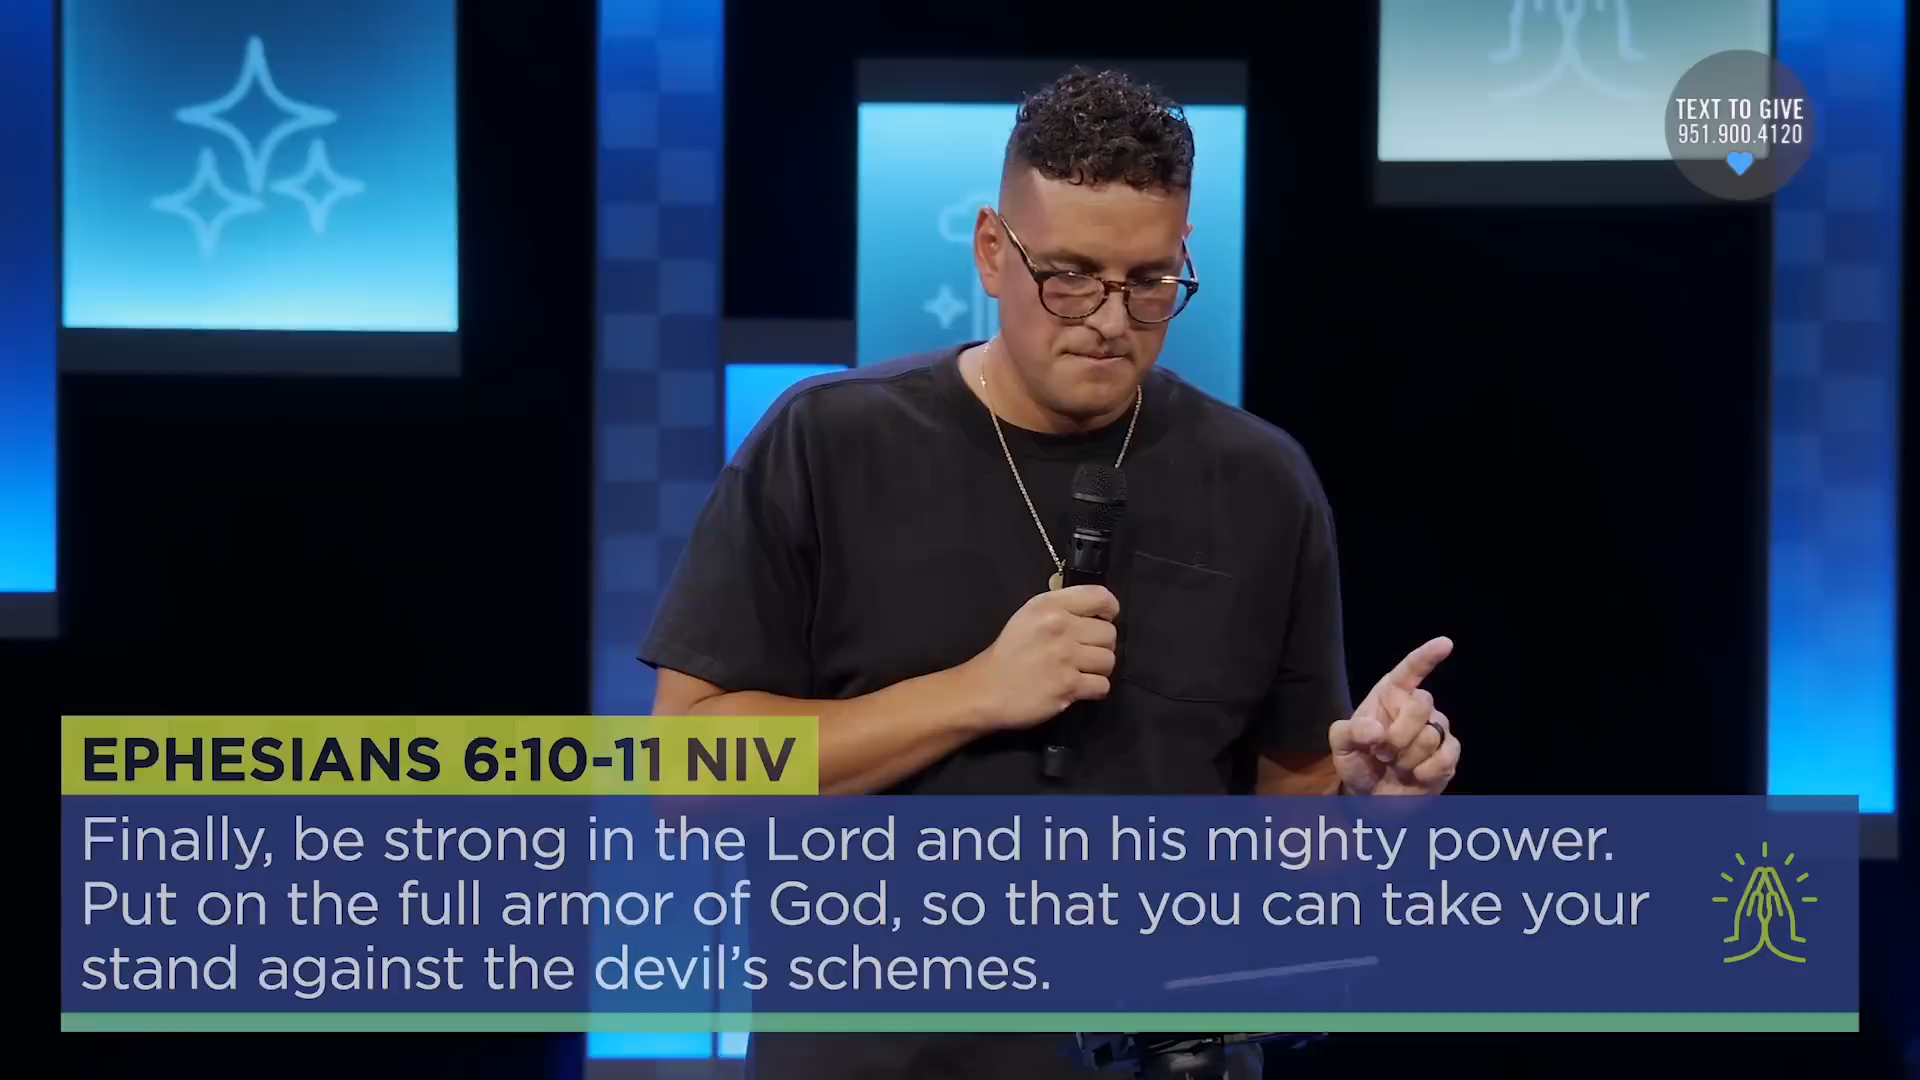 TEXT TO GIVE
951.900.4120
EPHESIANS 6:10-11 NIV
Finally, be strong in the Lord and in his mighty power.
Put on the full armor of God, so that you can take your
stand against the devil’s schemes.